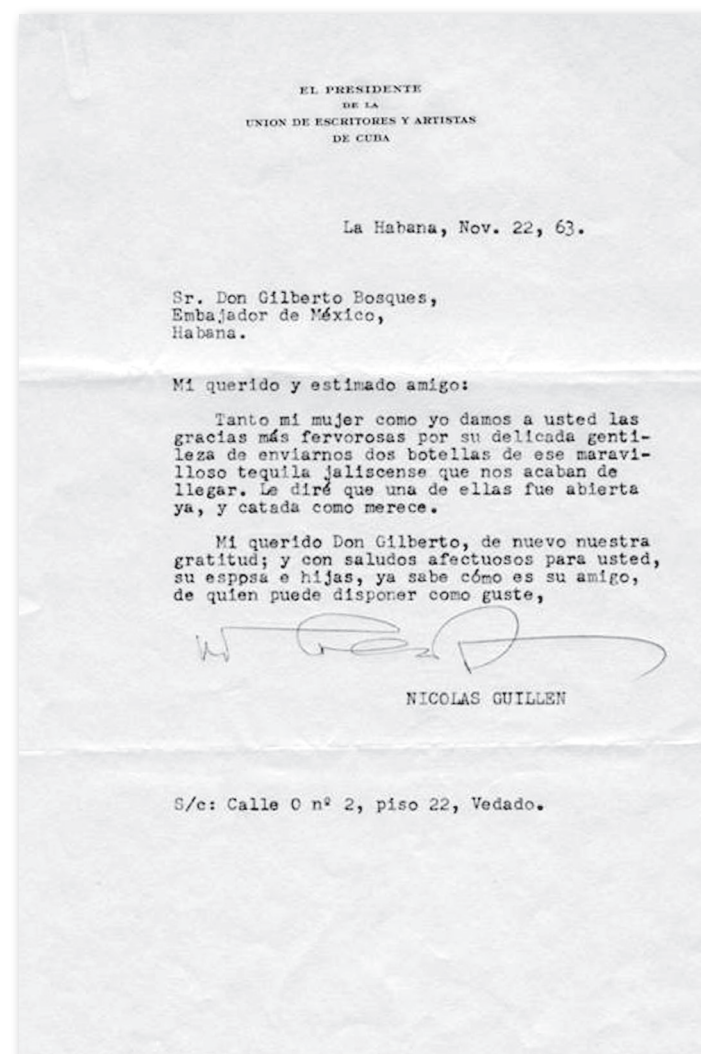 EL PRESIDENTE
DE LA
UNION DE ESCRITORES Y ARTISTAS
DE CUBA
La Habana, Nov. 22, 63.
Sr. Don Gilberto Bosques,
Embajador de México,
Habana.
Mi querido y estimado amigo:
Tanto mi mujer como yo damos a usted las
gracias más fervorosas por su delicada genti-
leza de enviarnos dos botellas de ese maravi-
lloso tequila jaliscense que nos acaban de
llegar. Le diré que una de ellas fue abierta
ya, y catada como merece.
Mi querido Don Gilberto, de nuevo nuestra
gratitud; y con saludos afectuosos para usted,
su esppsa e hijas, ya sabe cómo es su amigo,
de quien puede disponer como guste,
NICOLAS GUILLEN
S/c: Calle O nº 2, piso 22, Vedado.